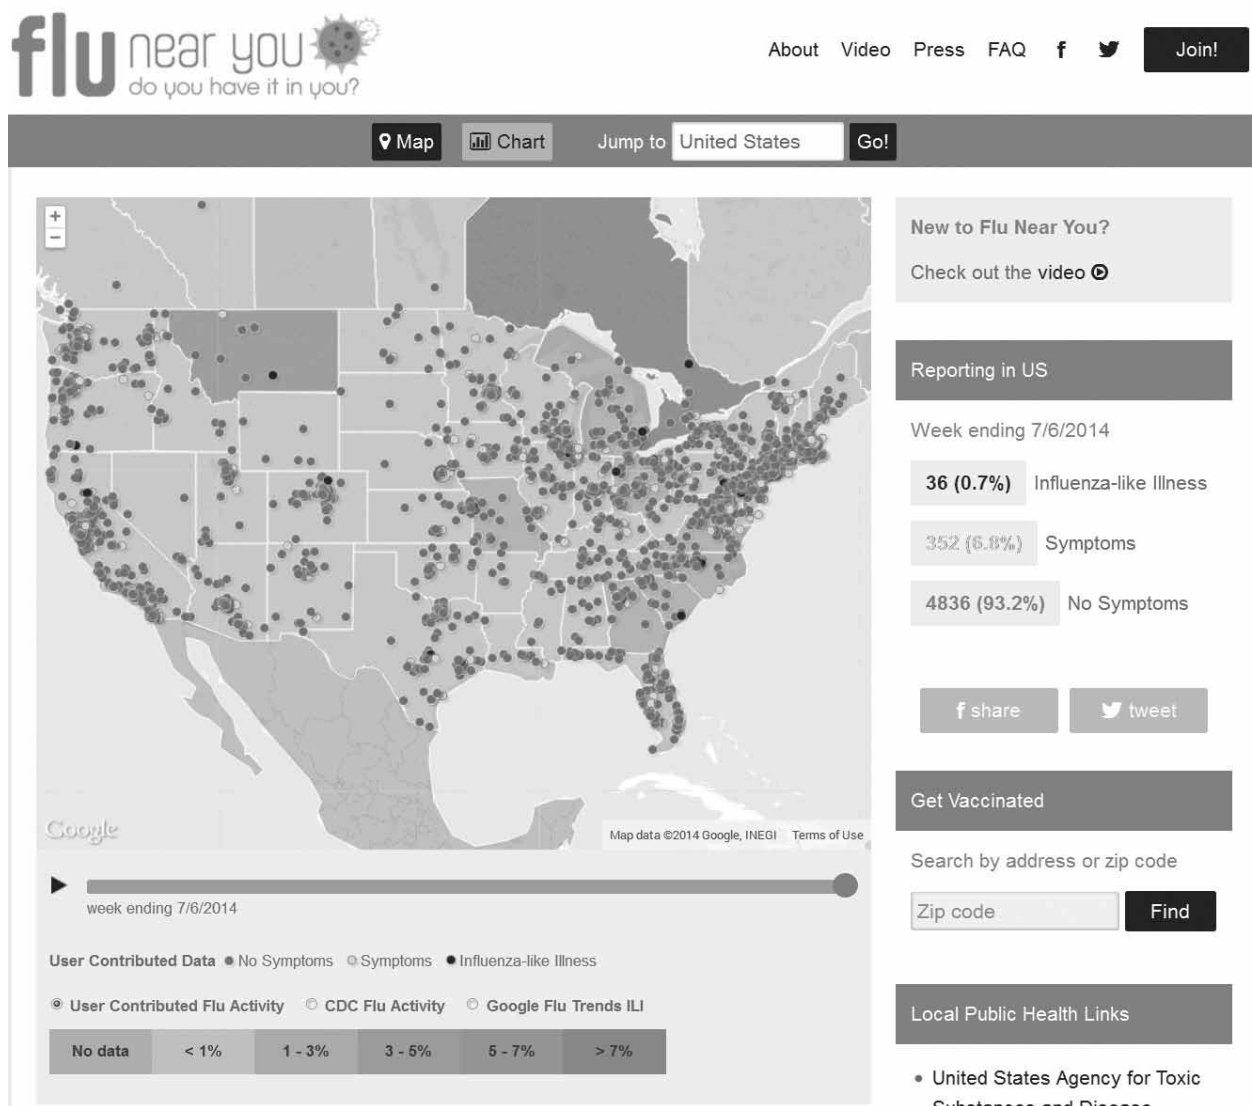 flu near you
do you have it in you?
About Video Press FAQ Join!
Map Chart Jump to United States Go!
+
−
New to Flu Near You?
Check out the video
Reporting in US
Week ending 7/6/2014
36 (0.7%) Influenza-like Illness
352 (6.8%) Symptoms
4836 (93.2%) No Symptoms
share tweet
Google
Map data ©2014 Google, INEGI Terms of Use
Get Vaccinated
Search by address or zip code
Zip code Find
week ending 7/6/2014
User Contributed Data No Symptoms Symptoms Influenza-like Illness
User Contributed Flu Activity CDC Flu Activity Google Flu Trends ILI
No data < 1% 1 - 3% 3 - 5% 5 - 7% > 7%
Local Public Health Links
• United States Agency for Toxic
Substances and Disease